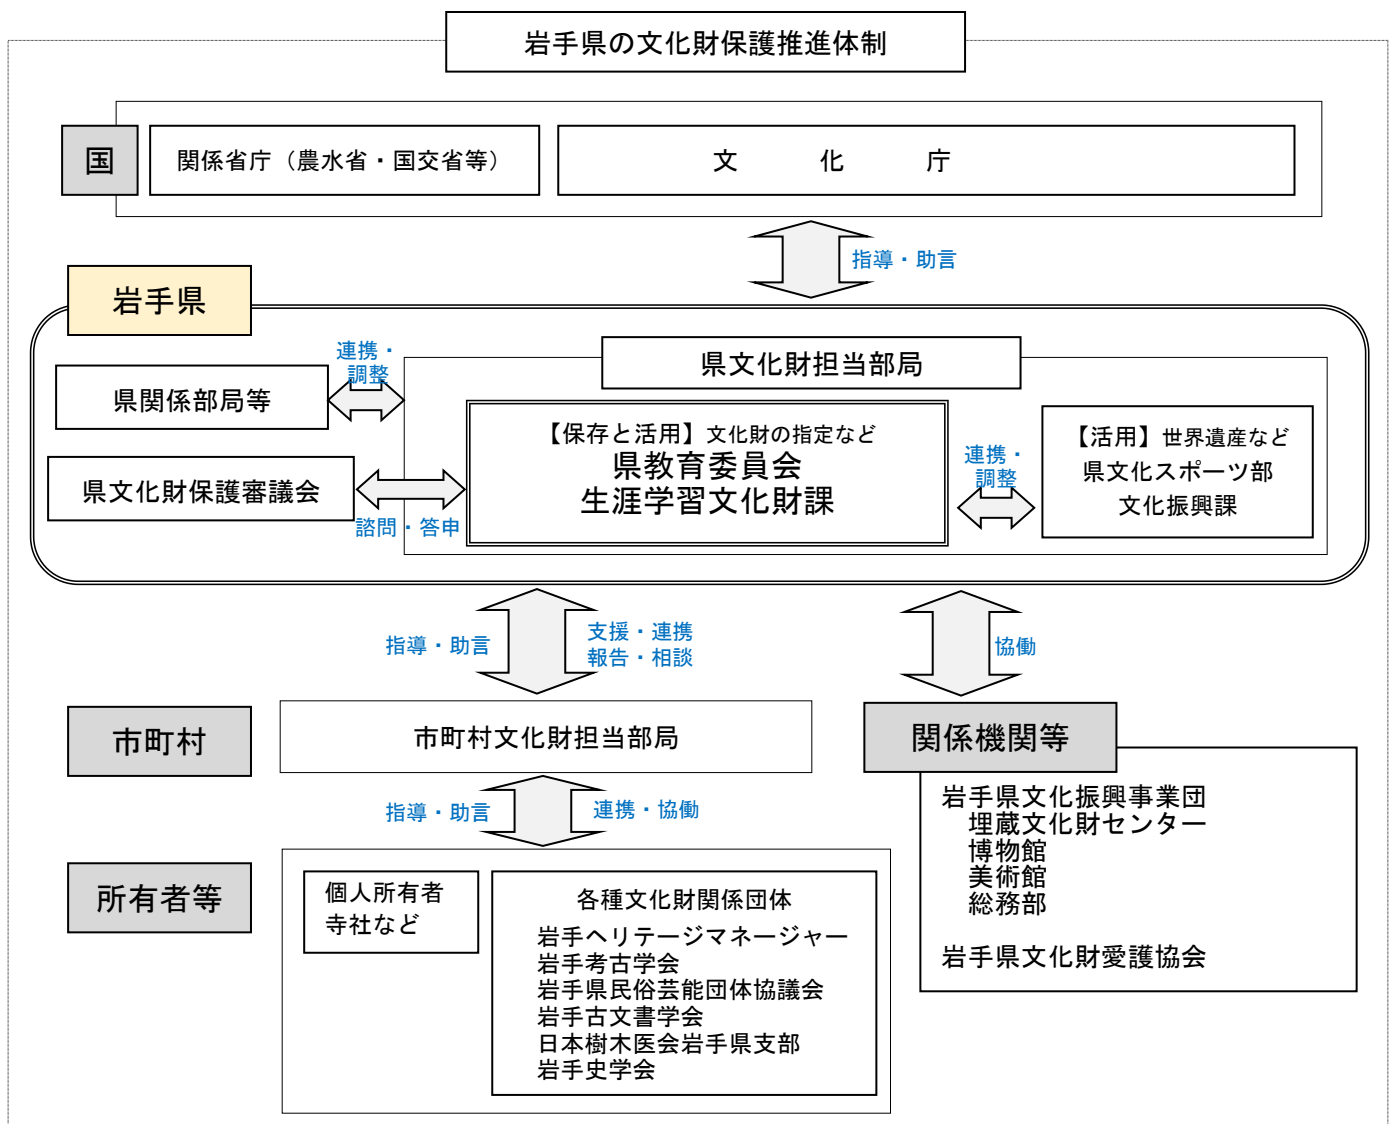 岩手県の文化財保護推進体制
国
関係省庁（農水省・国交省等）
文　化　庁
指導・助言
岩手県
県関係部局等
連携・
調整
県文化財担当部局
【保存と活用】文化財の指定など
県教育委員会
生涯学習文化財課
連携・
調整
【活用】世界遺産など
県文化スポーツ部
文化振興課
県文化財保護審議会
諮問・答申
指導・助言
支援・連携
報告・相談
協働
市町村
市町村文化財担当部局
関係機関等
岩手県文化振興事業団
埋蔵文化財センター
博物館
美術館
総務部
岩手県文化財愛護協会
指導・助言
連携・協働
所有者等
個人所有者
寺社など
各種文化財関係団体
岩手ヘリテージマネージャー
岩手考古学会
岩手県民俗芸能団体協議会
岩手古文書学会
日本樹木医会岩手県支部
岩手史学会